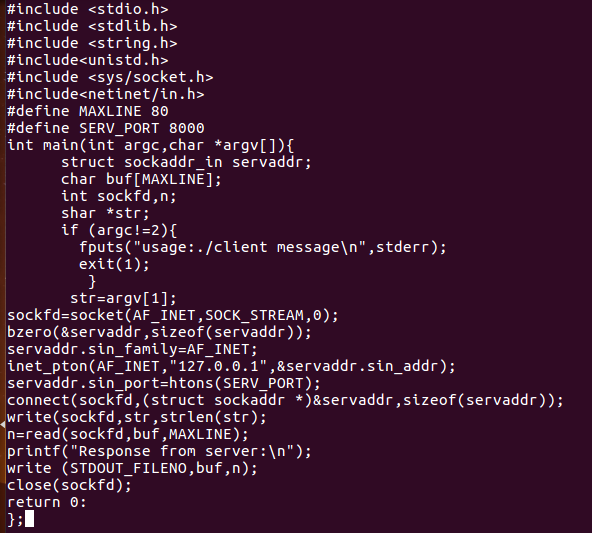 #include <stdio.h>
#include <stdlib.h>
#include <string.h>
#include<unistd.h>
#include <sys/socket.h>
#include<netinet/in.h>
#define MAXLINE 80
#define SERV_PORT 8000
int main(int argc,char *argv[]){
      struct sockaddr_in servaddr;
      char buf[MAXLINE];
      int sockfd,n;
      shar *str;
      if (argc!=2){
        fputs("usage:./client message\n",stderr);
        exit(1);
         }
       str=argv[1];
sockfd=socket(AF_INET,SOCK_STREAM,0);
bzero(&servaddr,sizeof(servaddr));
servaddr.sin_family=AF_INET;
inet_pton(AF_INET,"127.0.0.1",&servaddr.sin_addr);
servaddr.sin_port=htons(SERV_PORT);
connect(sockfd,(struct sockaddr *)&servaddr,sizeof(servaddr));
write(sockfd,str,strlen(str);
n=read(sockfd,buf,MAXLINE);
printf("Response from server:\n");
write (STDOUT_FILENO,buf,n);
close(sockfd);
return 0:
};